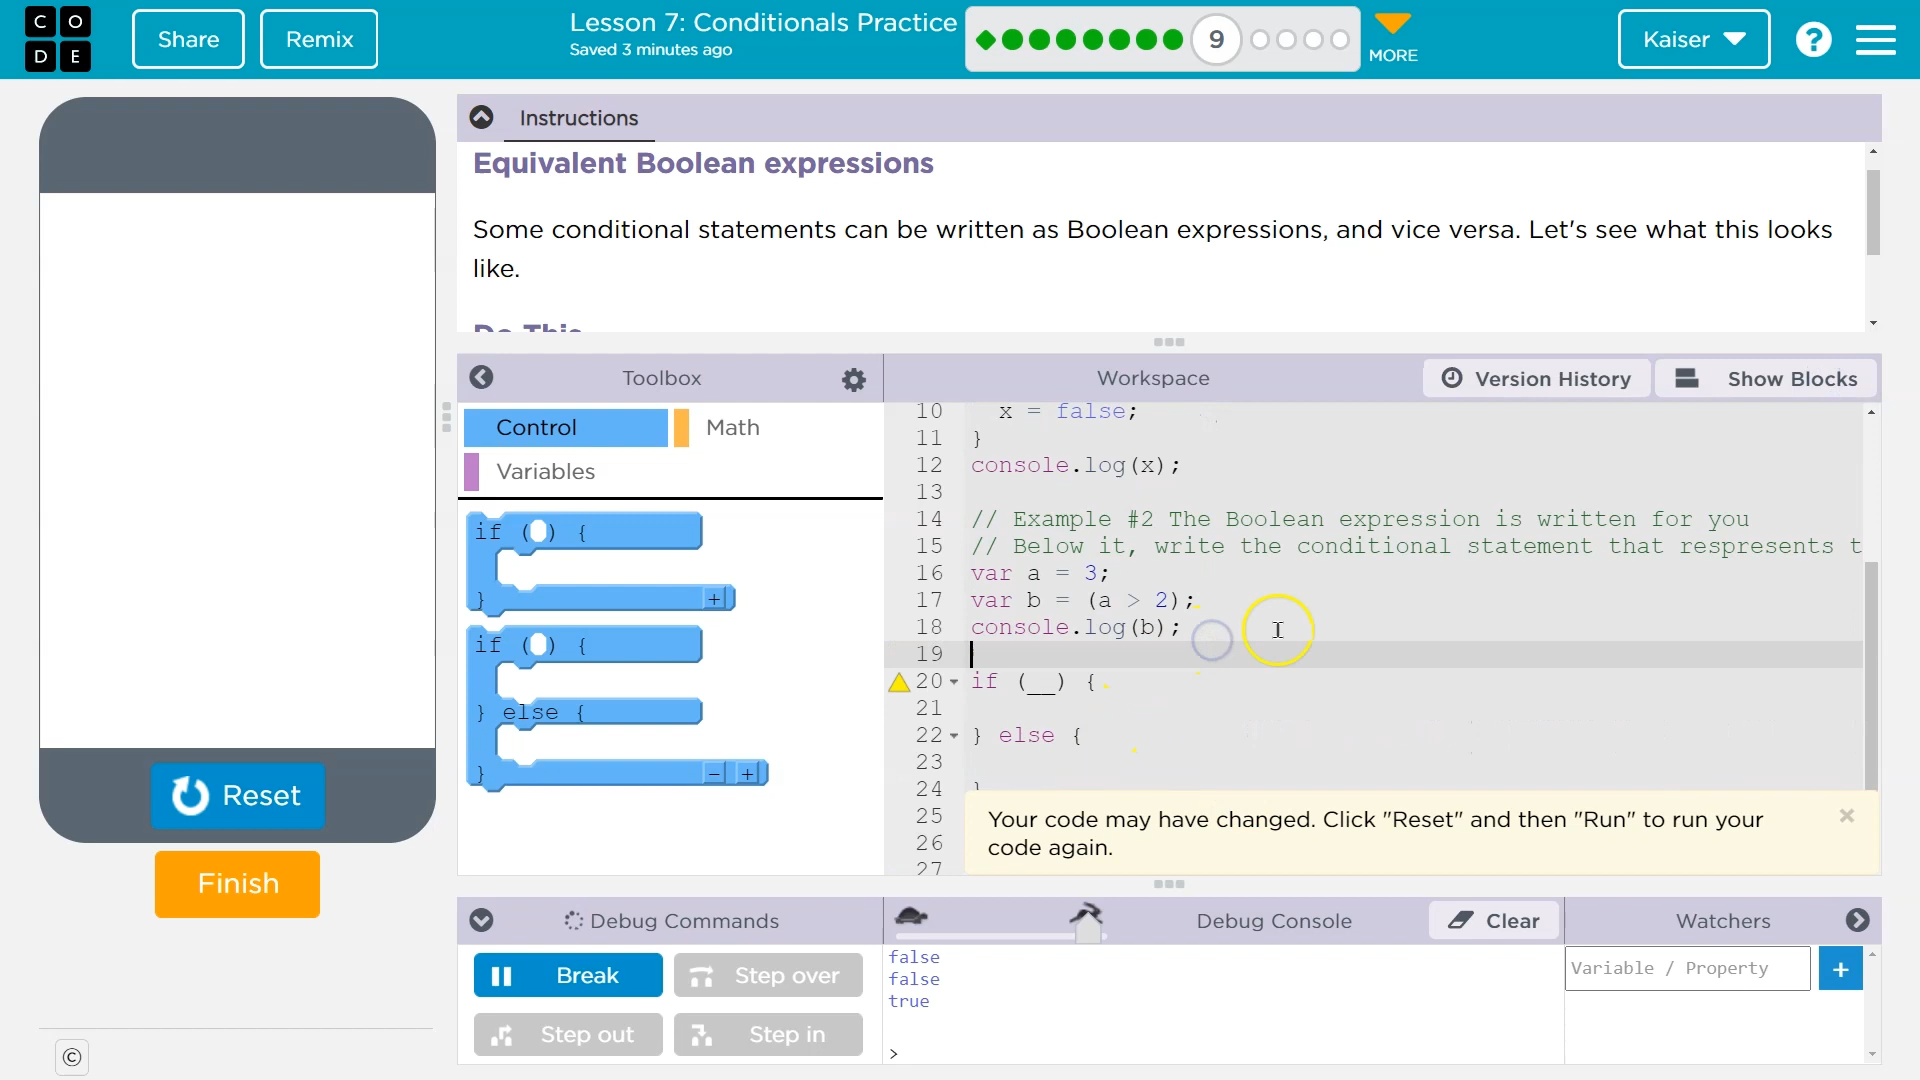 C O
D E
Share
Remix
Lesson 7: Conditionals Practice
Saved 3 minutes ago
9
MORE
Kaiser
?
Instructions
Equivalent Boolean expressions
Some conditional statements can be written as Boolean expressions, and vice versa. Let's see what this looks
like.
Do This
Toolbox
Workspace
Version History
Show Blocks
Control
Math
Variables
if ( ) {
} +
if ( ) {
} else {
} - +
10 x = false;
11 }
12 console.log(x);
13
14 // Example #2 The Boolean expression is written for you
15 // Below it, write the conditional statement that respresents t
16 var a = 3;
17 var b = (a > 2);
18 console.log(b);
19
20 if (__) {
21
22 } else {
23
24 }
25
26
27
Your code may have changed. Click "Reset" and then "Run" to run your
code again.
×
Reset
Finish
Debug Commands
Debug Console
Clear
Watchers
Break
Step over
Step out
Step in
false
false
true
>
Variable / Property
+
©